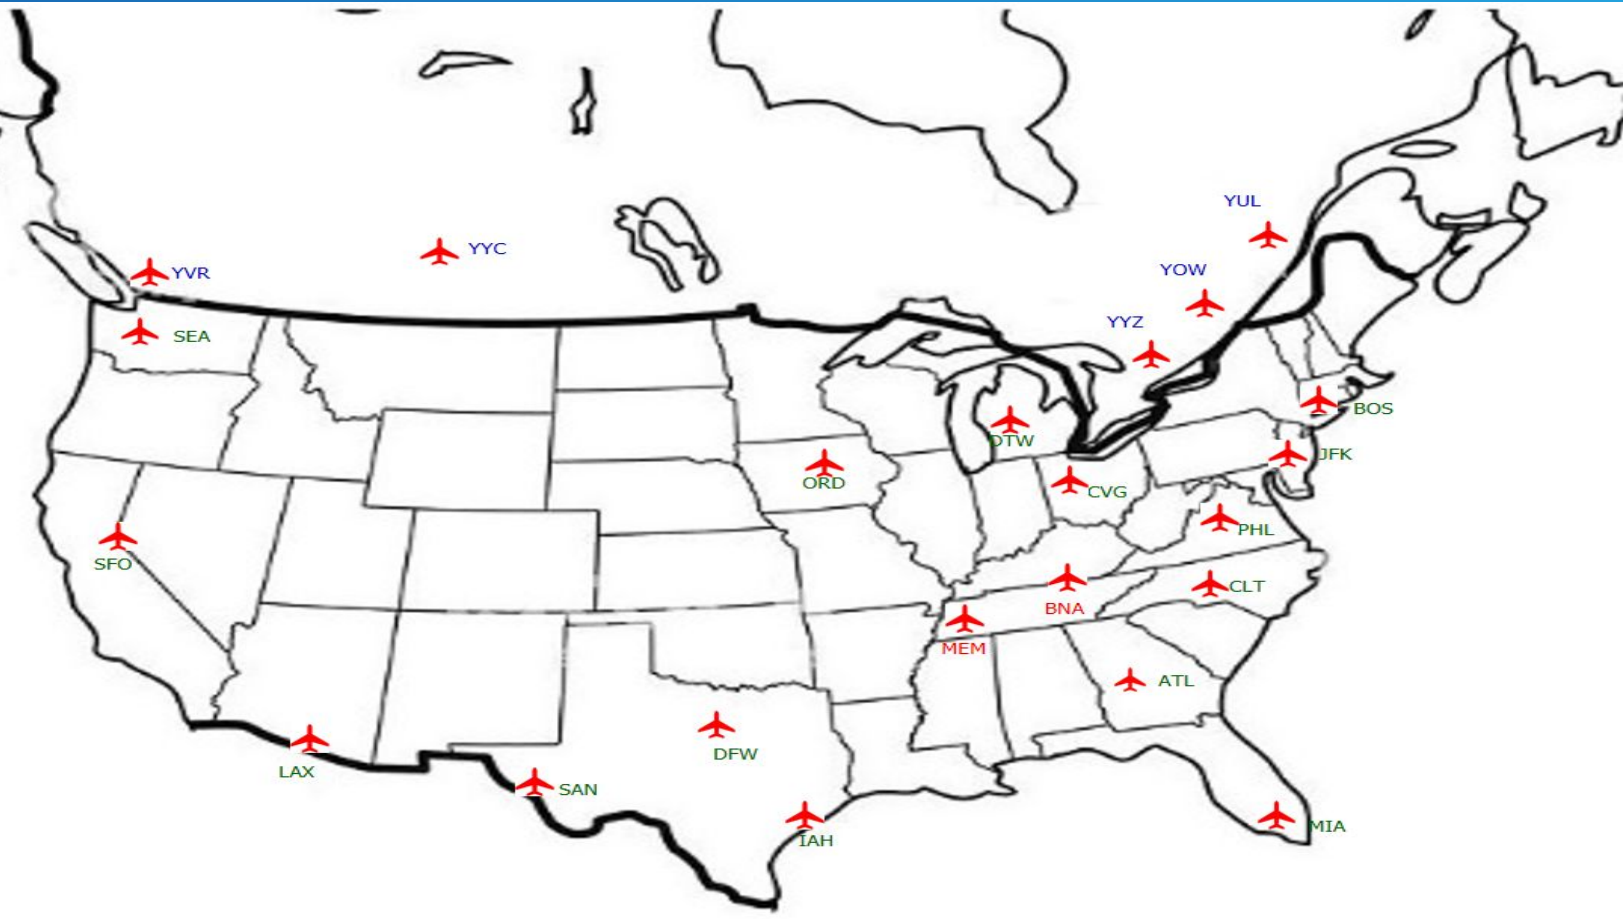 YUL
YYC
YVR
YOW
YYZ
SEA
BOS
DTW
JFK
ORD
CVG
PHL
SFO
CLT
BNA
MEM
ATL
DFW
LAX
SAN
MIA
IAH